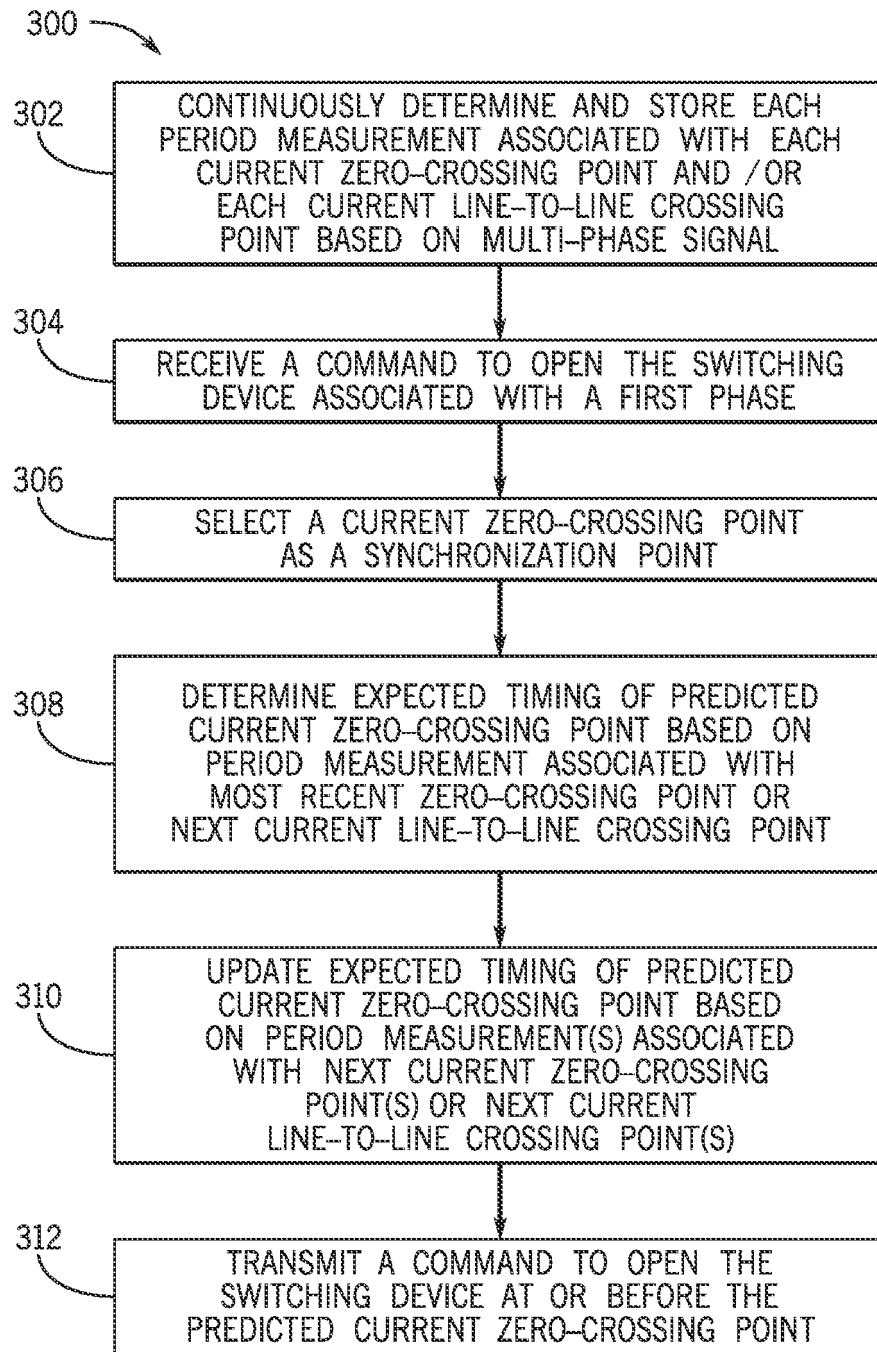 300
302
CONTINUOUSLY DETERMINE AND STORE EACH
PERIOD MEASUREMENT ASSOCIATED WITH EACH
CURRENT ZERO-CROSSING POINT AND /OR
EACH CURRENT LINE-TO-LINE CROSSING
POINT BASED ON MULTI-PHASE SIGNAL
304
RECEIVE A COMMAND TO OPEN THE SWITCHING
DEVICE ASSOCIATED WITH A FIRST PHASE
306
SELECT A CURRENT ZERO-CROSSING POINT
AS A SYNCHRONIZATION POINT
308
DETERMINE EXPECTED TIMING OF PREDICTED
CURRENT ZERO-CROSSING POINT BASED ON
PERIOD MEASUREMENT ASSOCIATED WITH
MOST RECENT ZERO-CROSSING POINT OR
NEXT CURRENT LINE-TO-LINE CROSSING POINT
310
UPDATE EXPECTED TIMING OF PREDICTED
CURRENT ZERO-CROSSING POINT BASED
ON PERIOD MEASUREMENT(S) ASSOCIATED
WITH NEXT CURRENT ZERO-CROSSING
POINT(S) OR NEXT CURRENT
LINE-TO-LINE CROSSING POINT(S)
312
TRANSMIT A COMMAND TO OPEN THE
SWITCHING DEVICE AT OR BEFORE THE
PREDICTED CURRENT ZERO-CROSSING POINT